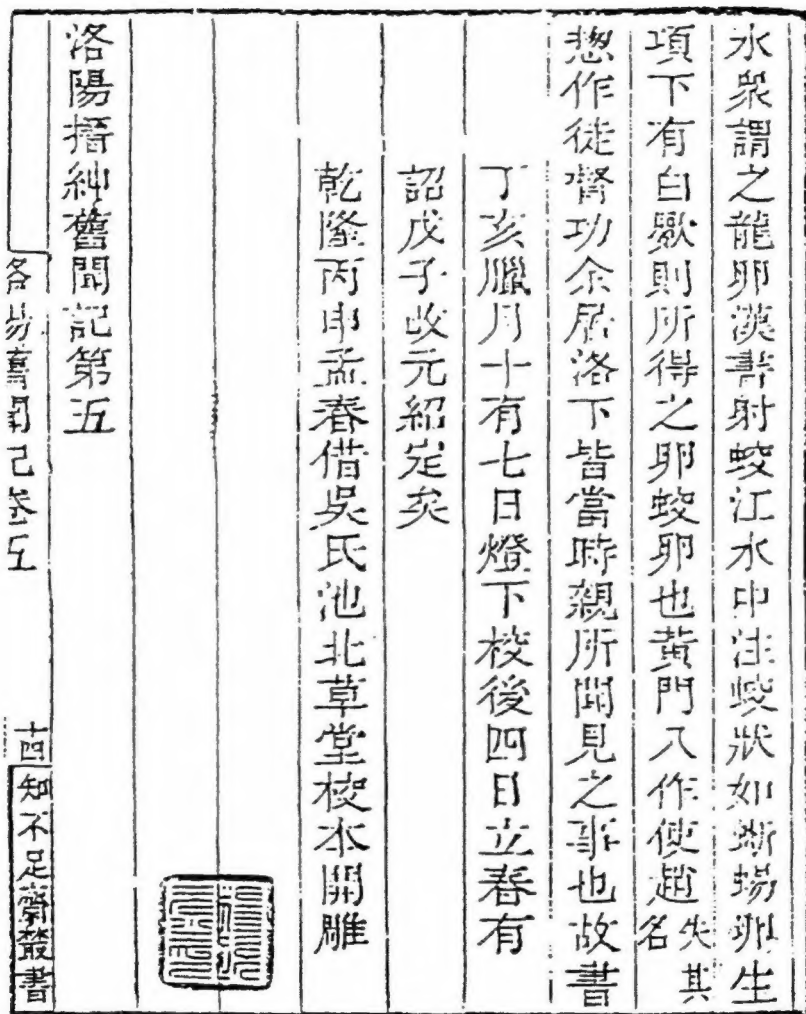 水衆謂之龍卵漢書射蛟江水中注蛟狀如蜥蜴卵生
項下有白嬰則所得之卵蛟卵也黃門八作使趙失其名
愬作徒督功余居洛下皆當時親所聞見之事也故書
丁亥臘月十有七日燈下校後四日立春有
詔戊子改元紹定矣
乾隆丙申孟春借吳氏池北草堂校本開雕
洛陽搢紳舊聞記第五
洛陽舊聞記卷五
十四
知不足齋叢書